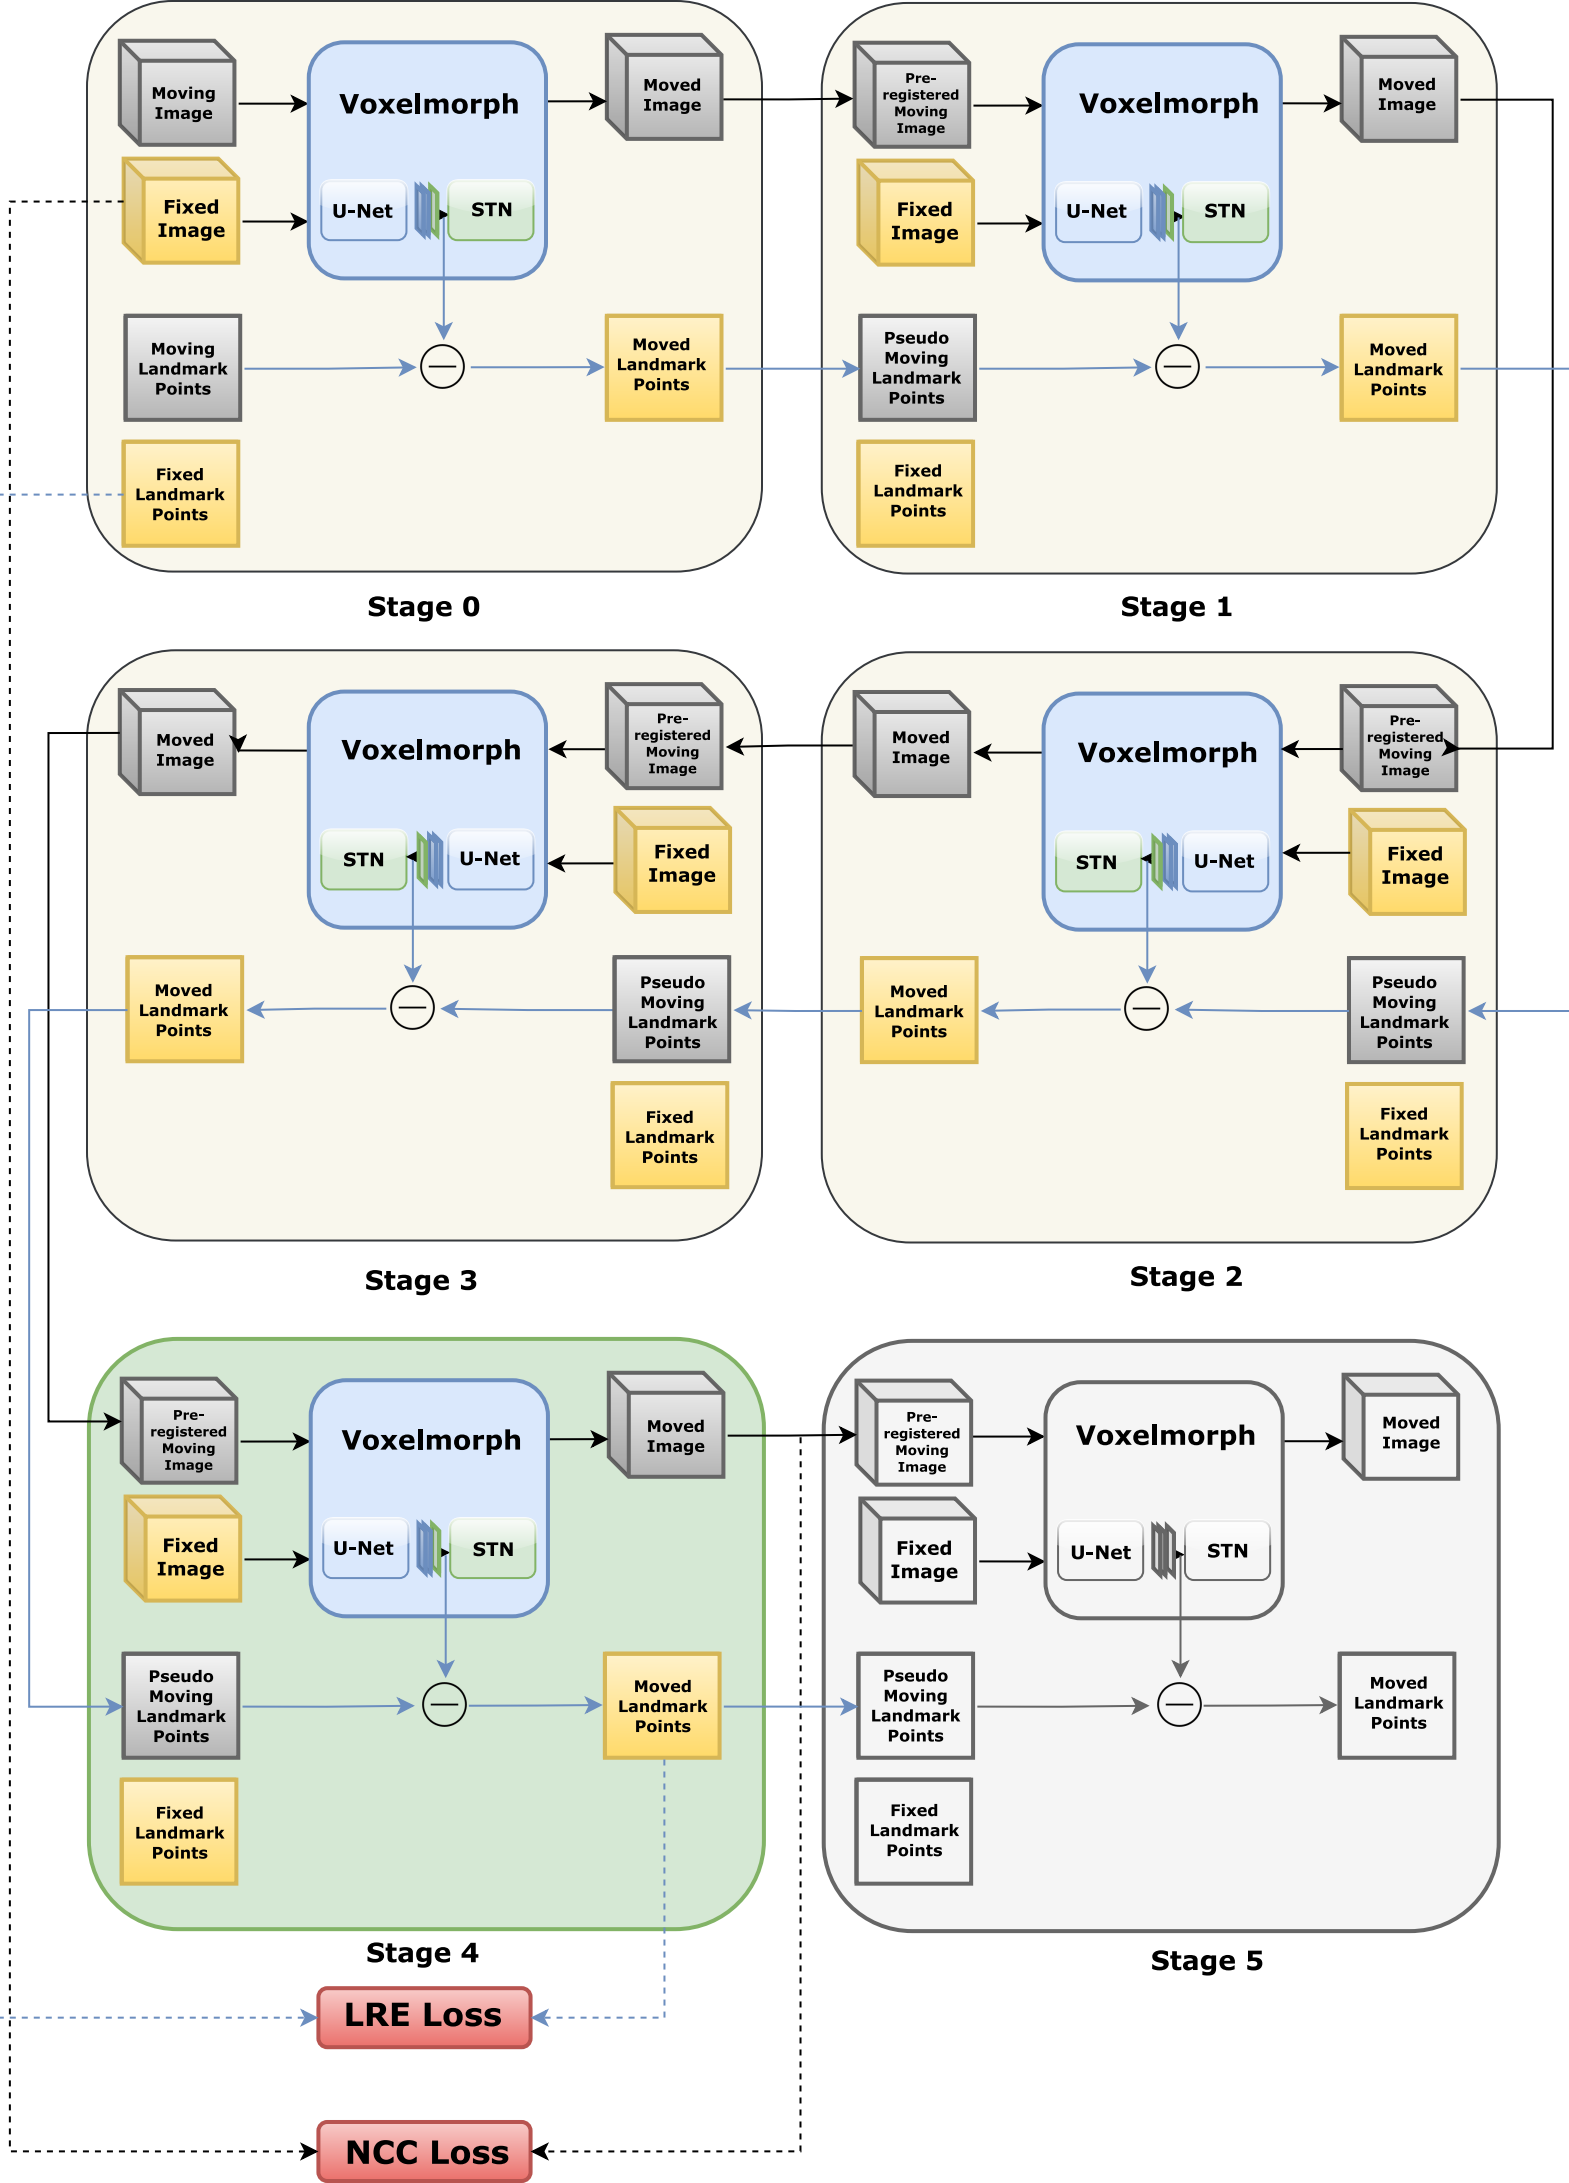 Moving
Image
Voxelmorph
Moved
Image
Fixed
Image
U-Net
STN
Moving
Landmark
Points
Moved
Landmark
Points
Fixed
Landmark
Points
Stage 0
Pre-
registered
Moving
Image
Voxelmorph
Moved
Image
Fixed
Image
U-Net
STN
Pseudo
Moving
Landmark
Points
Moved
Landmark
Points
Fixed
Landmark
Points
Stage 1
Moved
Image
Voxelmorph
Pre-
registered
Moving
Image
STN
U-Net
Fixed
Image
Moved
Landmark
Points
Pseudo
Moving
Landmark
Points
Fixed
Landmark
Points
Stage 3
Moved
Image
Voxelmorph
Pre-
registered
Moving
Image
STN
U-Net
Fixed
Image
Moved
Landmark
Points
Pseudo
Moving
Landmark
Points
Fixed
Landmark
Points
Stage 2
Pre-
registered
Moving
Image
Voxelmorph
Moved
Image
Fixed
Image
U-Net
STN
Pseudo
Moving
Landmark
Points
Moved
Landmark
Points
Fixed
Landmark
Points
Stage 4
Pre-
registered
Moving
Image
Voxelmorph
Moved
Image
Fixed
Image
U-Net
STN
Pseudo
Moving
Landmark
Points
Moved
Landmark
Points
Fixed
Landmark
Points
Stage 5
LRE Loss
NCC Loss